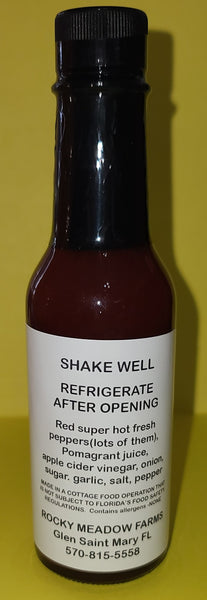 SHAKE WELL
REFRIGERATE
AFTER OPENING
Red super hot fresh
peppers(lots of them),
Pomagrant juice,
apple cider vinegar, onion,
sugar, garlic, salt, pepper
MADE IN A COTTAGE FOOD OPERATION THAT
IS NOT SUBJECT TO FLORIDA'S FOOD SAFETY
REGULATIONS. Contains allergens -NONE
ROCKY MEADOW FARMS
Glen Saint Mary FL
570-815-5558